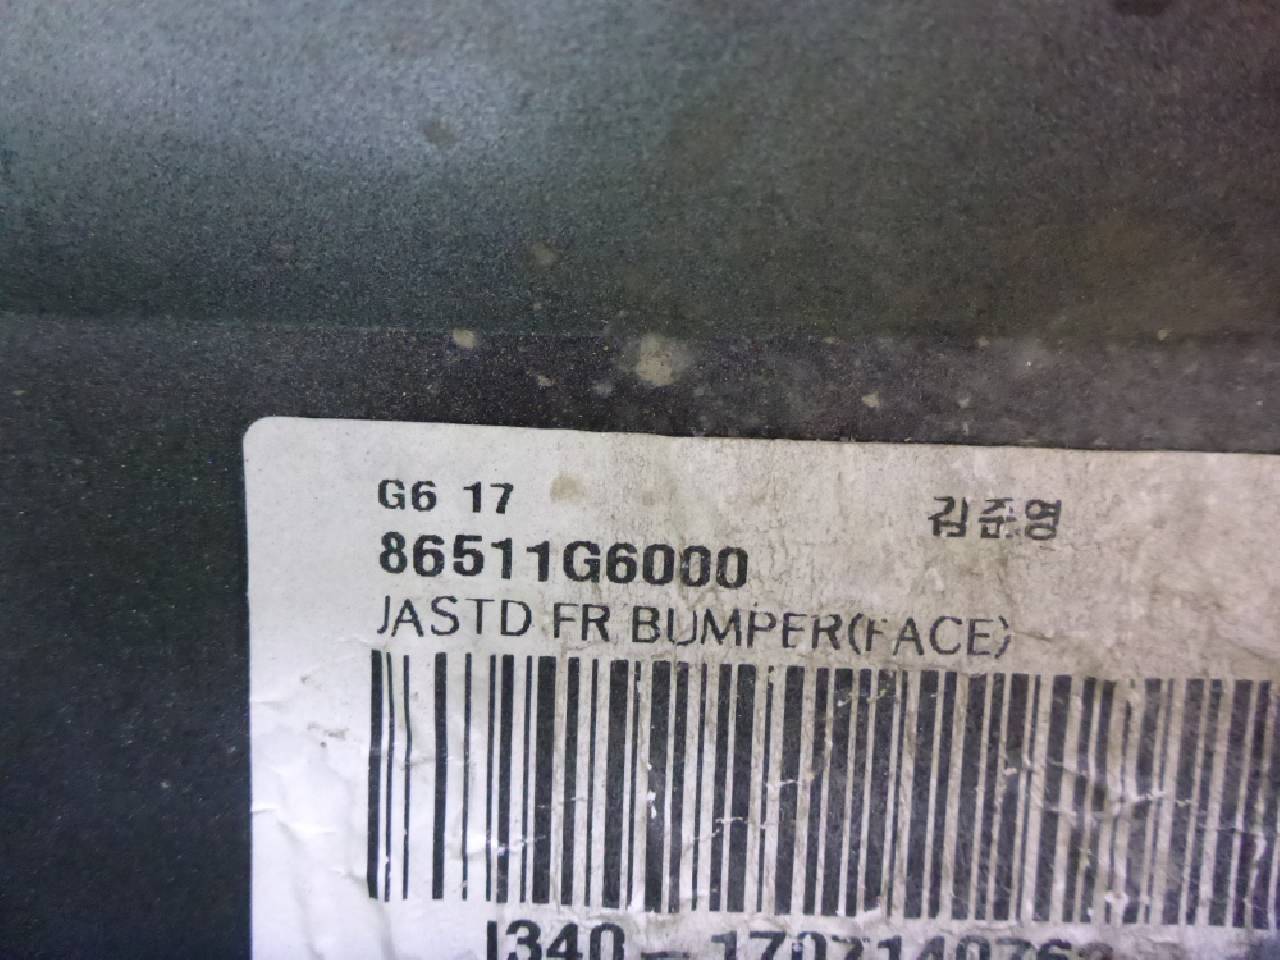 G6 17
김준영
86511G6000
JASTD FR BUMPER(FACE)